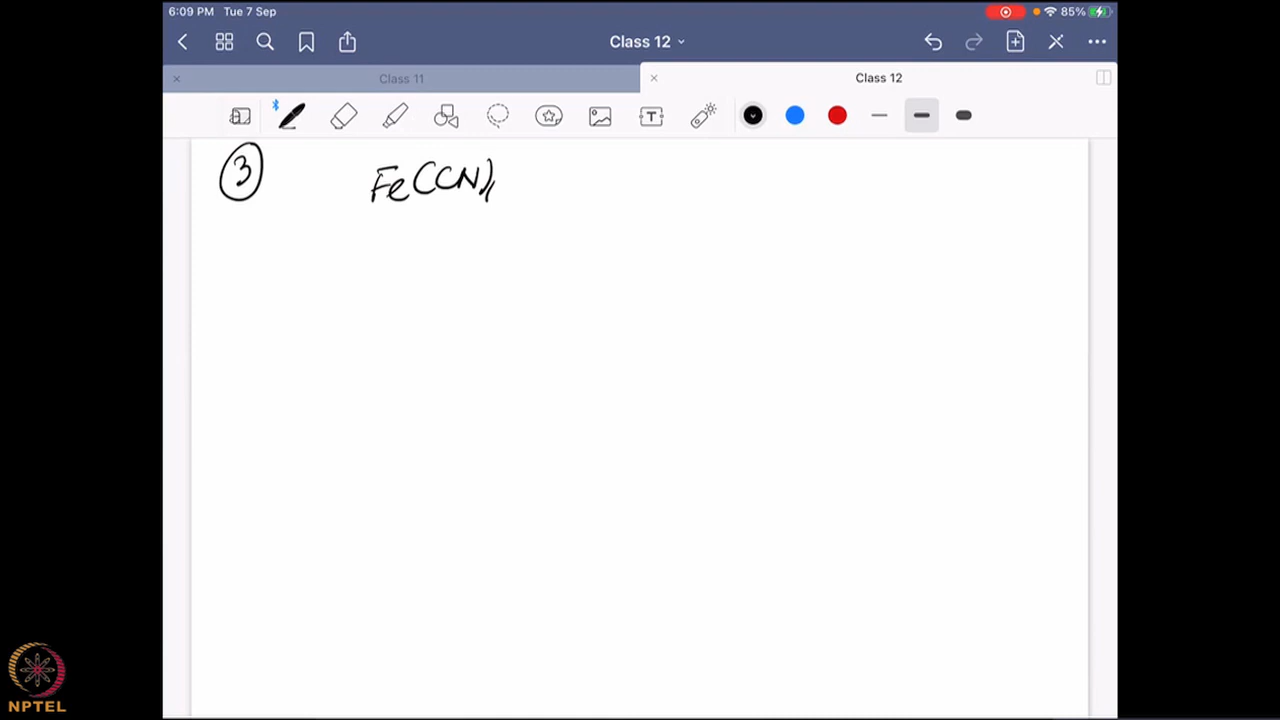 6:09 PM Tue 7 Sep 85%
Class 12
Class 11 Class 12
T
3 Fe(CN)
NPTEL